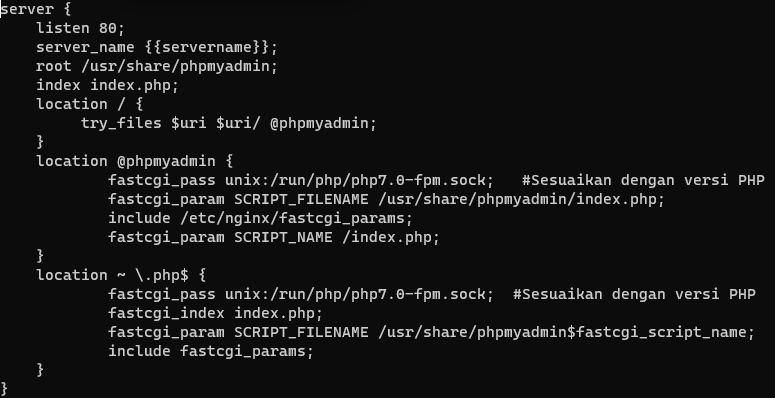 server {
    listen 80;
    server_name {{servername}};
    root /usr/share/phpmyadmin;
    index index.php;
    location / {
         try_files $uri $uri/ @phpmyadmin;
    }
    location @phpmyadmin {
            fastcgi_pass unix:/run/php/php7.0-fpm.sock;   #Sesuaikan dengan versi PHP
            fastcgi_param SCRIPT_FILENAME /usr/share/phpmyadmin/index.php;
            include /etc/nginx/fastcgi_params;
            fastcgi_param SCRIPT_NAME /index.php;
    }
    location ~ \.php$ {
            fastcgi_pass unix:/run/php/php7.0-fpm.sock;  #Sesuaikan dengan versi PHP
            fastcgi_index index.php;
            fastcgi_param SCRIPT_FILENAME /usr/share/phpmyadmin$fastcgi_script_name;
            include fastcgi_params;
    }
}